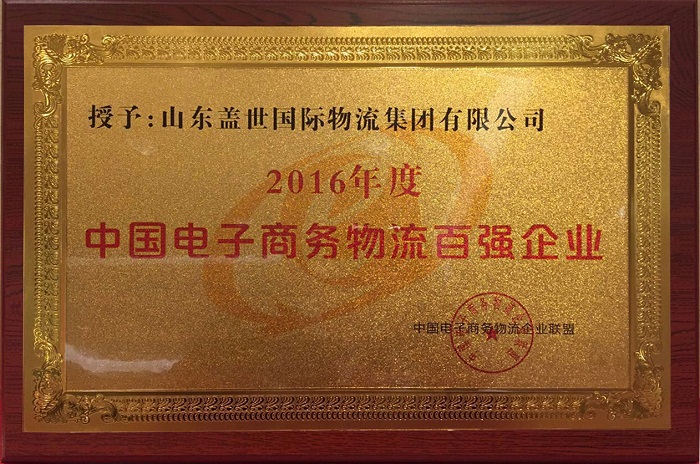 授予：山东盖世国际物流集团有限公司
2016年度
中国电子商务物流百强企业
中国电子商务物流企业联盟